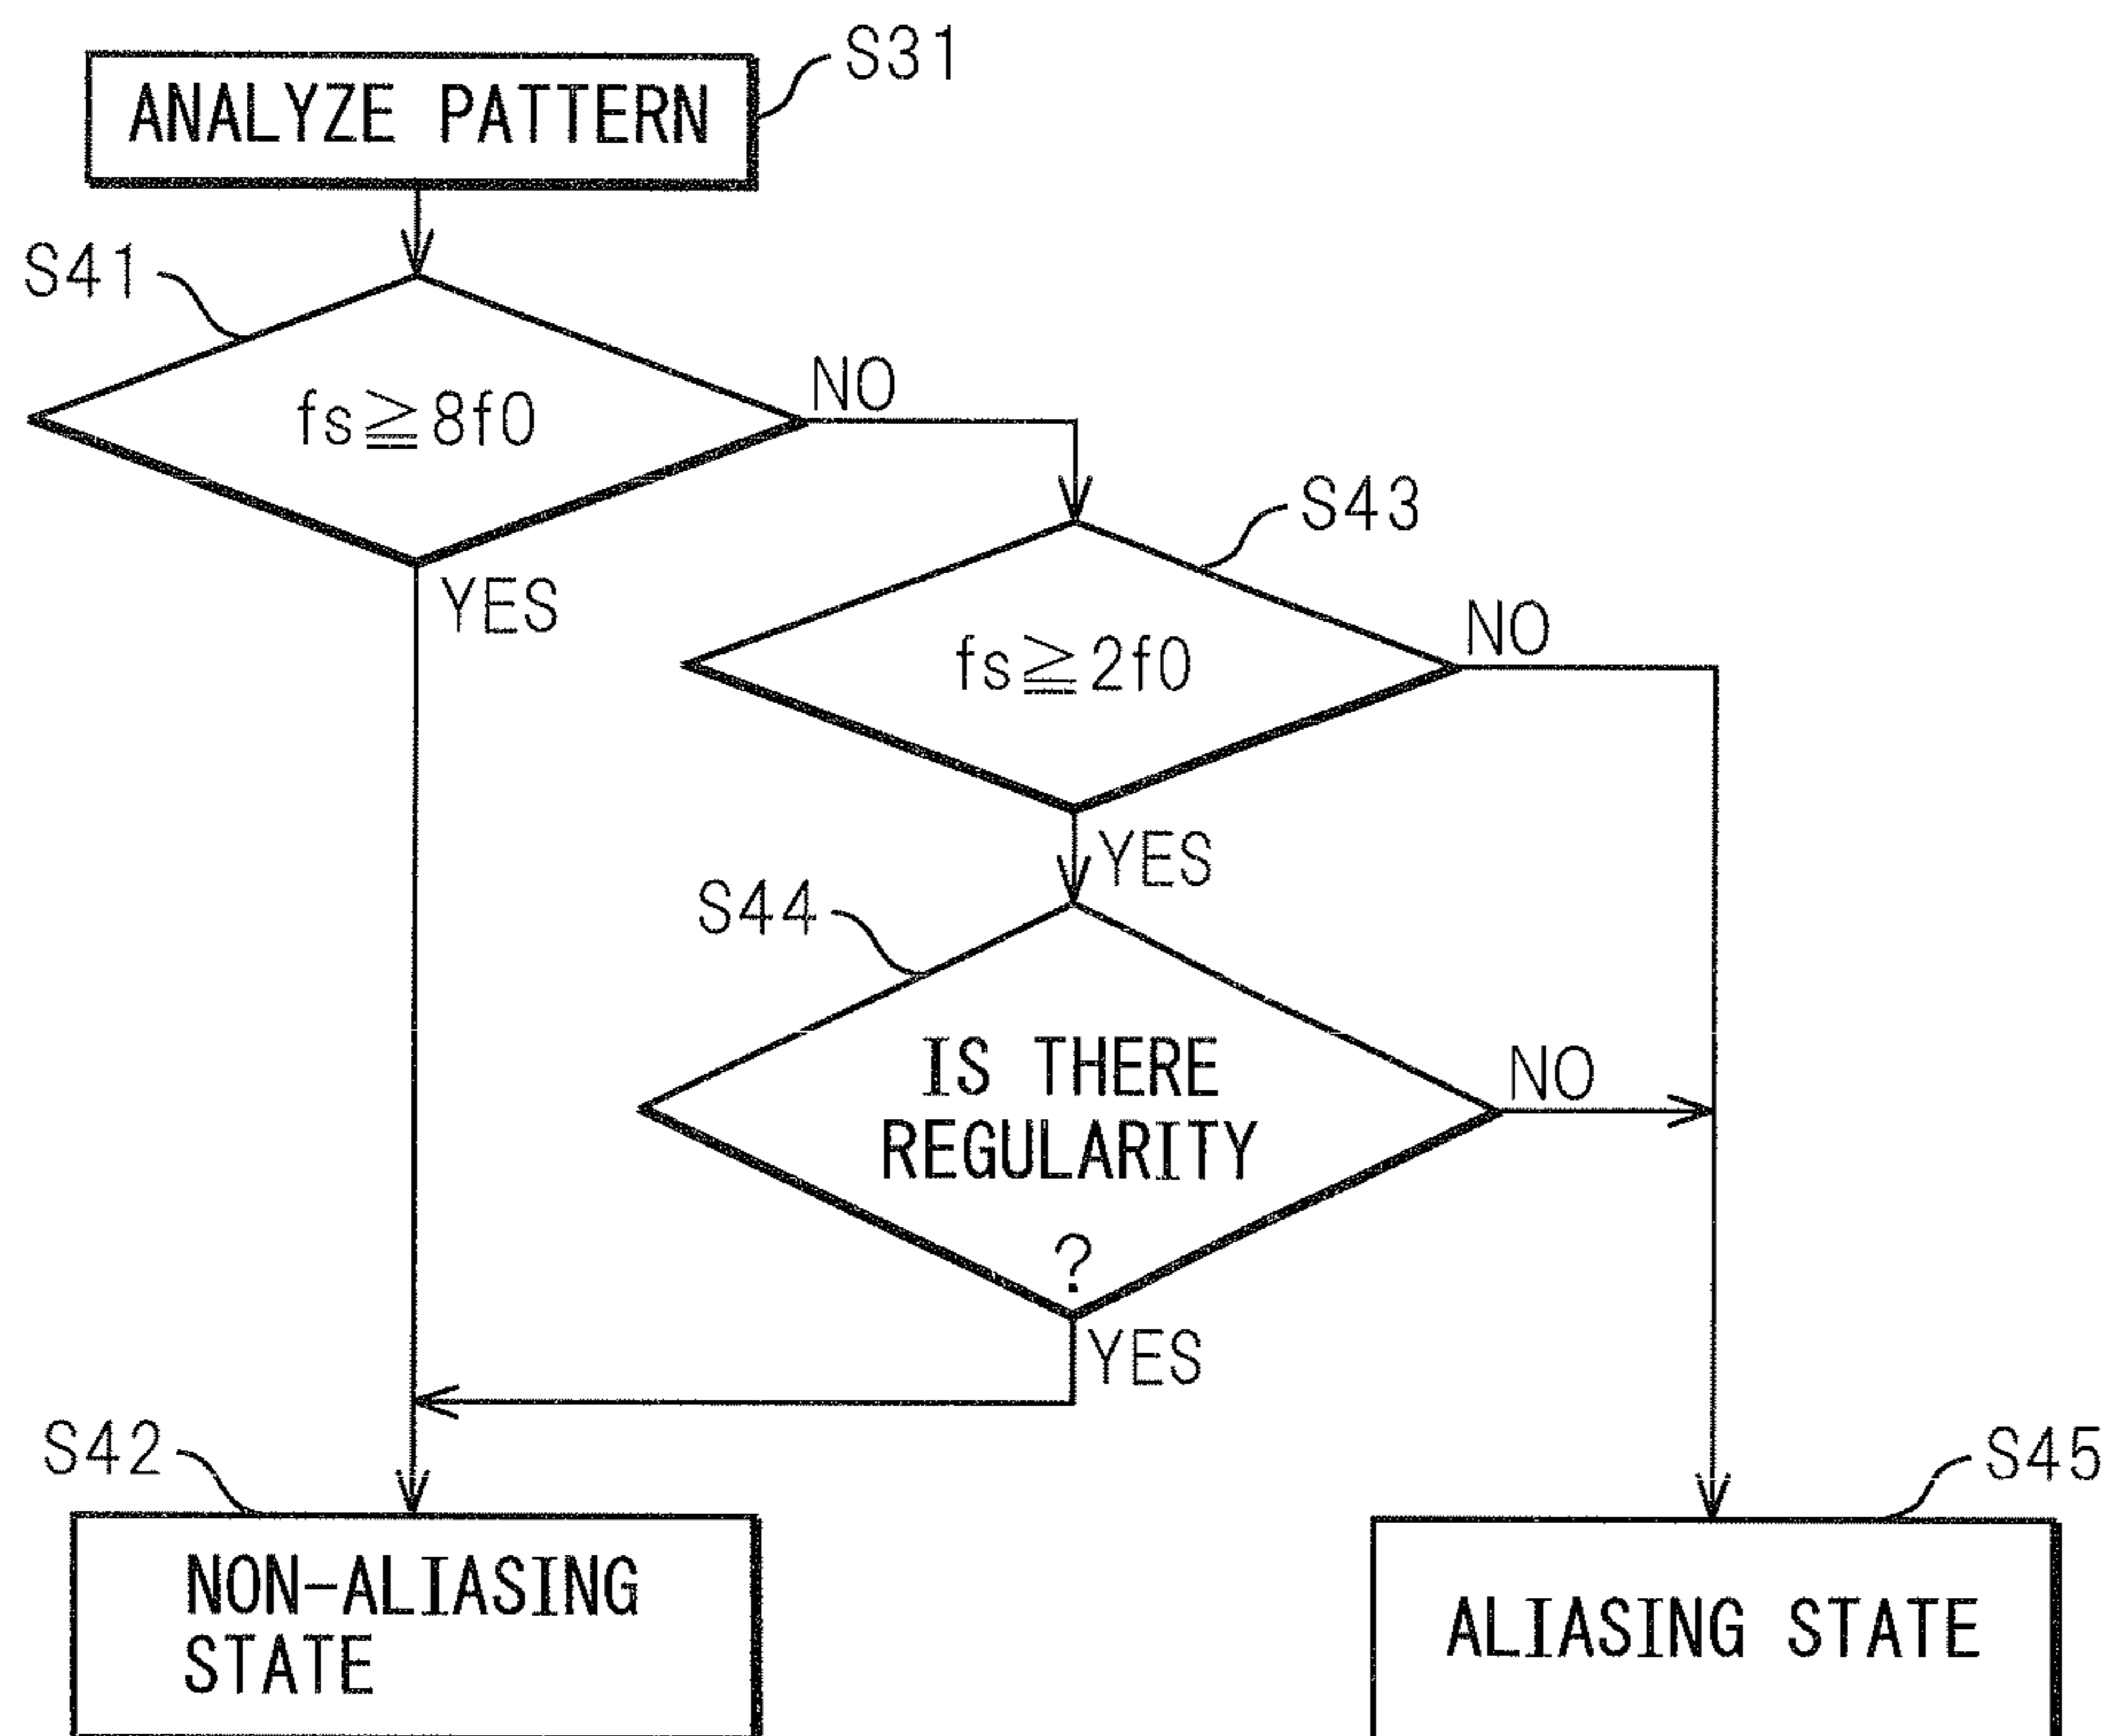 S31
ANALYZE PATTERN
S41
fs≧8f0
NO
YES
S43
fs≧2f0
NO
YES
S44
IS THERE
REGULARITY
?
NO
YES
S42
NON-ALIASING
STATE
S45
ALIASING STATE